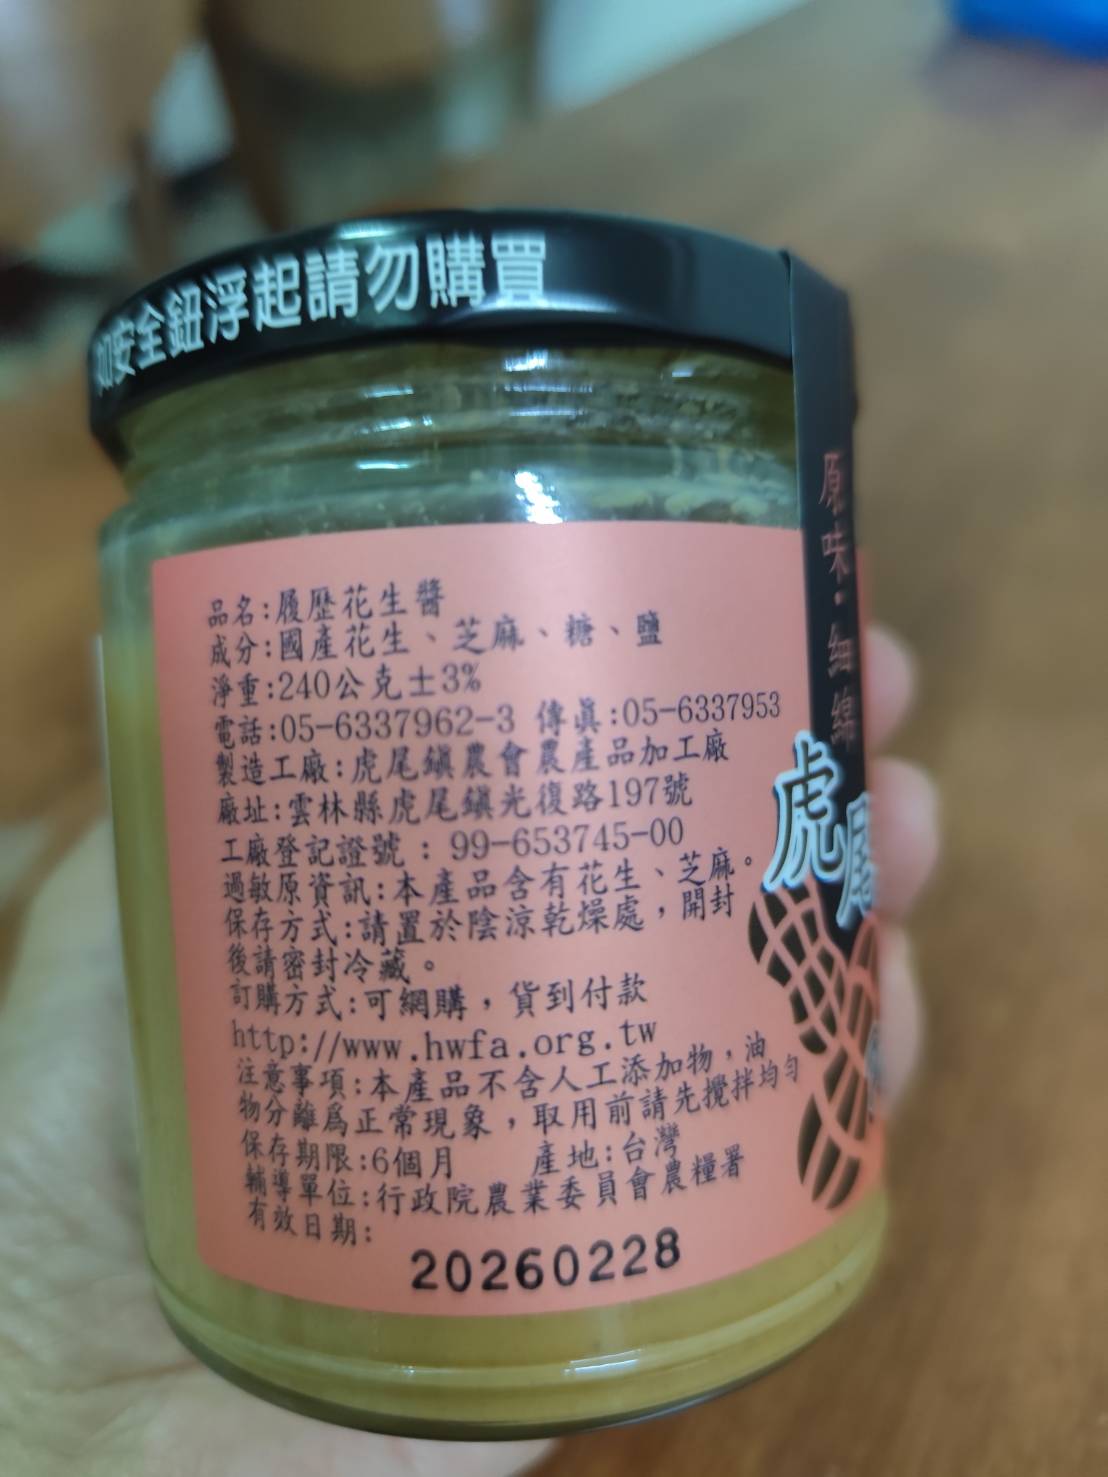 如安全鈕浮起請勿購買
原味·細綿
虎尾
品名:履歷花生醬
成分:國產花生、芝麻、糖、鹽
淨重:240公克±3%
電話:05-6337962-3 傳真:05-6337953
製造工廠:虎尾鎮農會農產品加工廠
廠址:雲林縣虎尾鎮光復路197號
工廠登記證號:99-653745-00
過敏原資訊:本產品含有花生、芝麻。
保存方式:請置於陰涼乾燥處,開封
後請密封冷藏。
訂購方式:可網購,貨到付款
http://www.hwfa.org.tw
注意事項:本產品不含人工添加物,油
物分離為正常現象,取用前請先攪拌均勻
保存期限:6個月 產地:台灣
輔導單位:行政院農業委員會農糧署
有效日期:
20260228